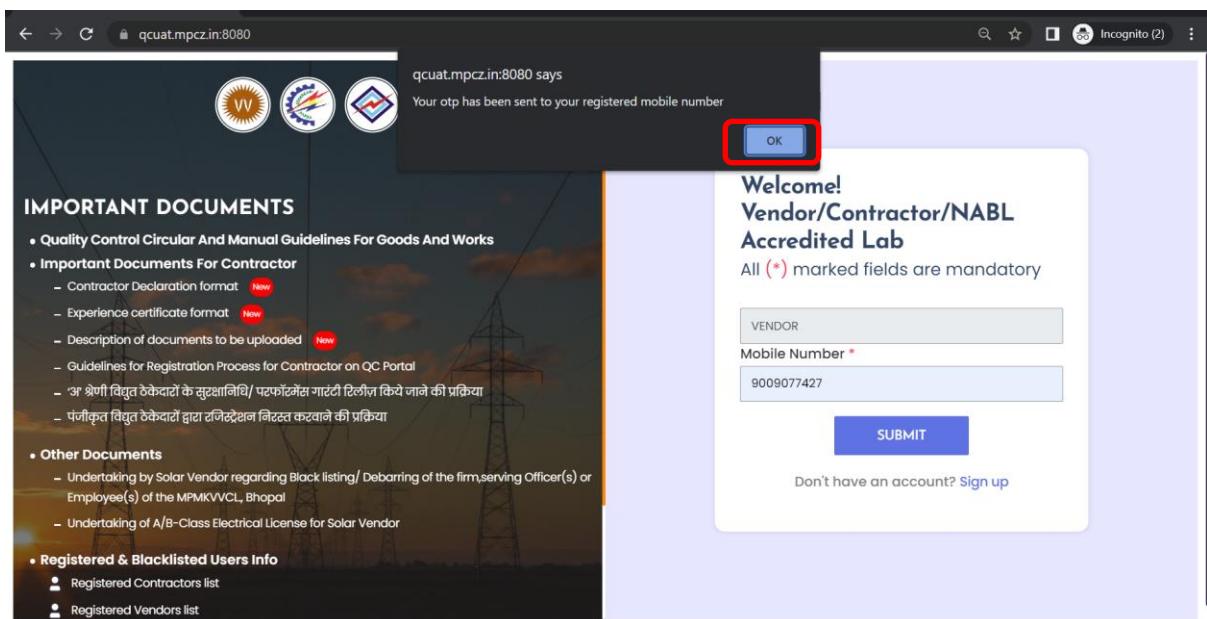 qcuat.mpcz.in:8080
Incognito (2)
qcuat.mpcz.in:8080 says
Your otp has been sent to your registered mobile number
OK
VV
IMPORTANT DOCUMENTS
• Quality Control Circular And Manual Guidelines For Goods And Works
• Important Documents For Contractor
– Contractor Declaration format New
– Experience certificate format New
– Description of documents to be uploaded New
– Guidelines for Registration Process for Contractor on QC Portal
– 'अ' श्रेणी विद्युत ठेकेदारों के सुरक्षानिधि/ परफॉरमेंस गारंटी रिलीज़ किये जाने की प्रक्रिया
– पंजीकृत विद्युत ठेकेदारों द्वारा रजिस्ट्रेशन निरस्त करवाने की प्रक्रिया
• Other Documents
– Undertaking by Solar Vendor regarding Black listing/ Debarring of the firm,serving Officer(s) or
Employee(s) of the MPMKVVCL, Bhopal
– Undertaking of A/B-Class Electrical License for Solar Vendor
• Registered & Blacklisted Users Info
Registered Contractors list
Registered Vendors list
Welcome!
Vendor/Contractor/NABL
Accredited Lab
All (*) marked fields are mandatory
VENDOR
Mobile Number *
9009077427
SUBMIT
Don't have an account? Sign up